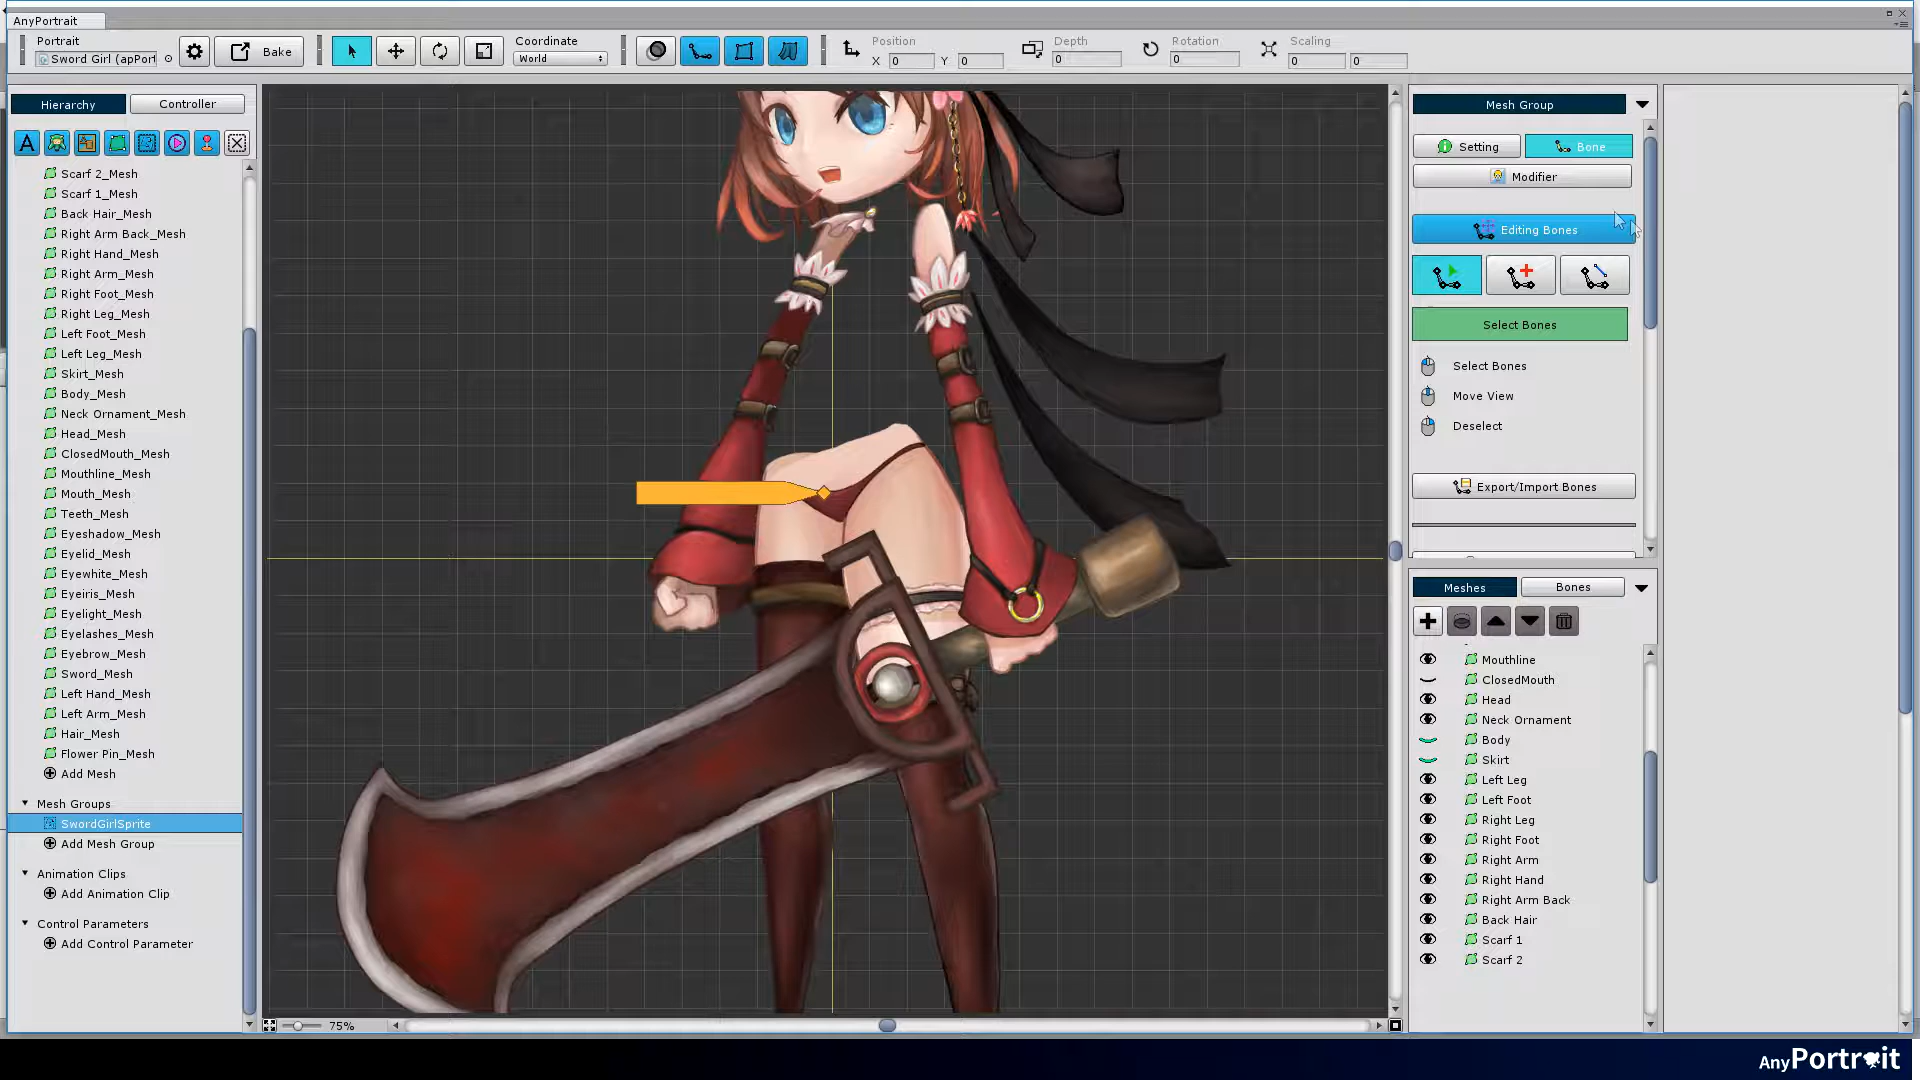 AnyPortrait
Portrait
Sword Girl (apPort
Bake
Coordinate
World
Position
X 0
Y 0
Depth
0
Rotation
0
Scaling
0
0
Hierarchy
Controller
Scarf 2_Mesh
Scarf 1_Mesh
Back Hair_Mesh
Right Arm Back_Mesh
Right Hand_Mesh
Right Arm_Mesh
Right Foot_Mesh
Right Leg_Mesh
Left Foot_Mesh
Left Leg_Mesh
Skirt_Mesh
Body_Mesh
Neck Ornament_Mesh
Head_Mesh
ClosedMouth_Mesh
Mouthline_Mesh
Mouth_Mesh
Teeth_Mesh
Eyeshadow_Mesh
Eyelid_Mesh
Eyewhite_Mesh
Eyeiris_Mesh
Eyelight_Mesh
Eyelashes_Mesh
Eyebrow_Mesh
Sword_Mesh
Left Hand_Mesh
Left Arm_Mesh
Hair_Mesh
Flower Pin_Mesh
Add Mesh
Mesh Groups
SwordGirlSprite
Add Mesh Group
Animation Clips
Add Animation Clip
Control Parameters
Add Control Parameter
75%
Mesh Group
Setting
Bone
Modifier
Editing Bones
Select Bones
Select Bones
Move View
Deselect
Export/Import Bones
Meshes
Bones
Mouthline
ClosedMouth
Head
Neck Ornament
Body
Skirt
Left Leg
Left Foot
Right Leg
Right Foot
Right Arm
Right Hand
Right Arm Back
Back Hair
Scarf 1
Scarf 2
AnyPortrait